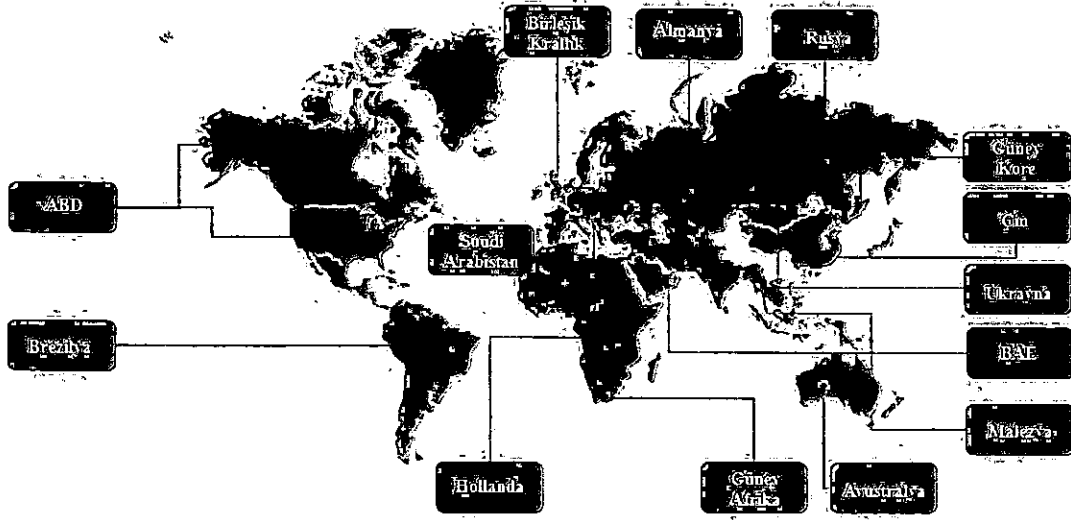 Birleşik
Krallık
Almanya
Rusya
Güney
Kore
ABD
Çin
Suudi
Arabistan
Ukrayna
Brezilya
BAE
Malezya
Hollanda
Güney
Afrika
Avustralya